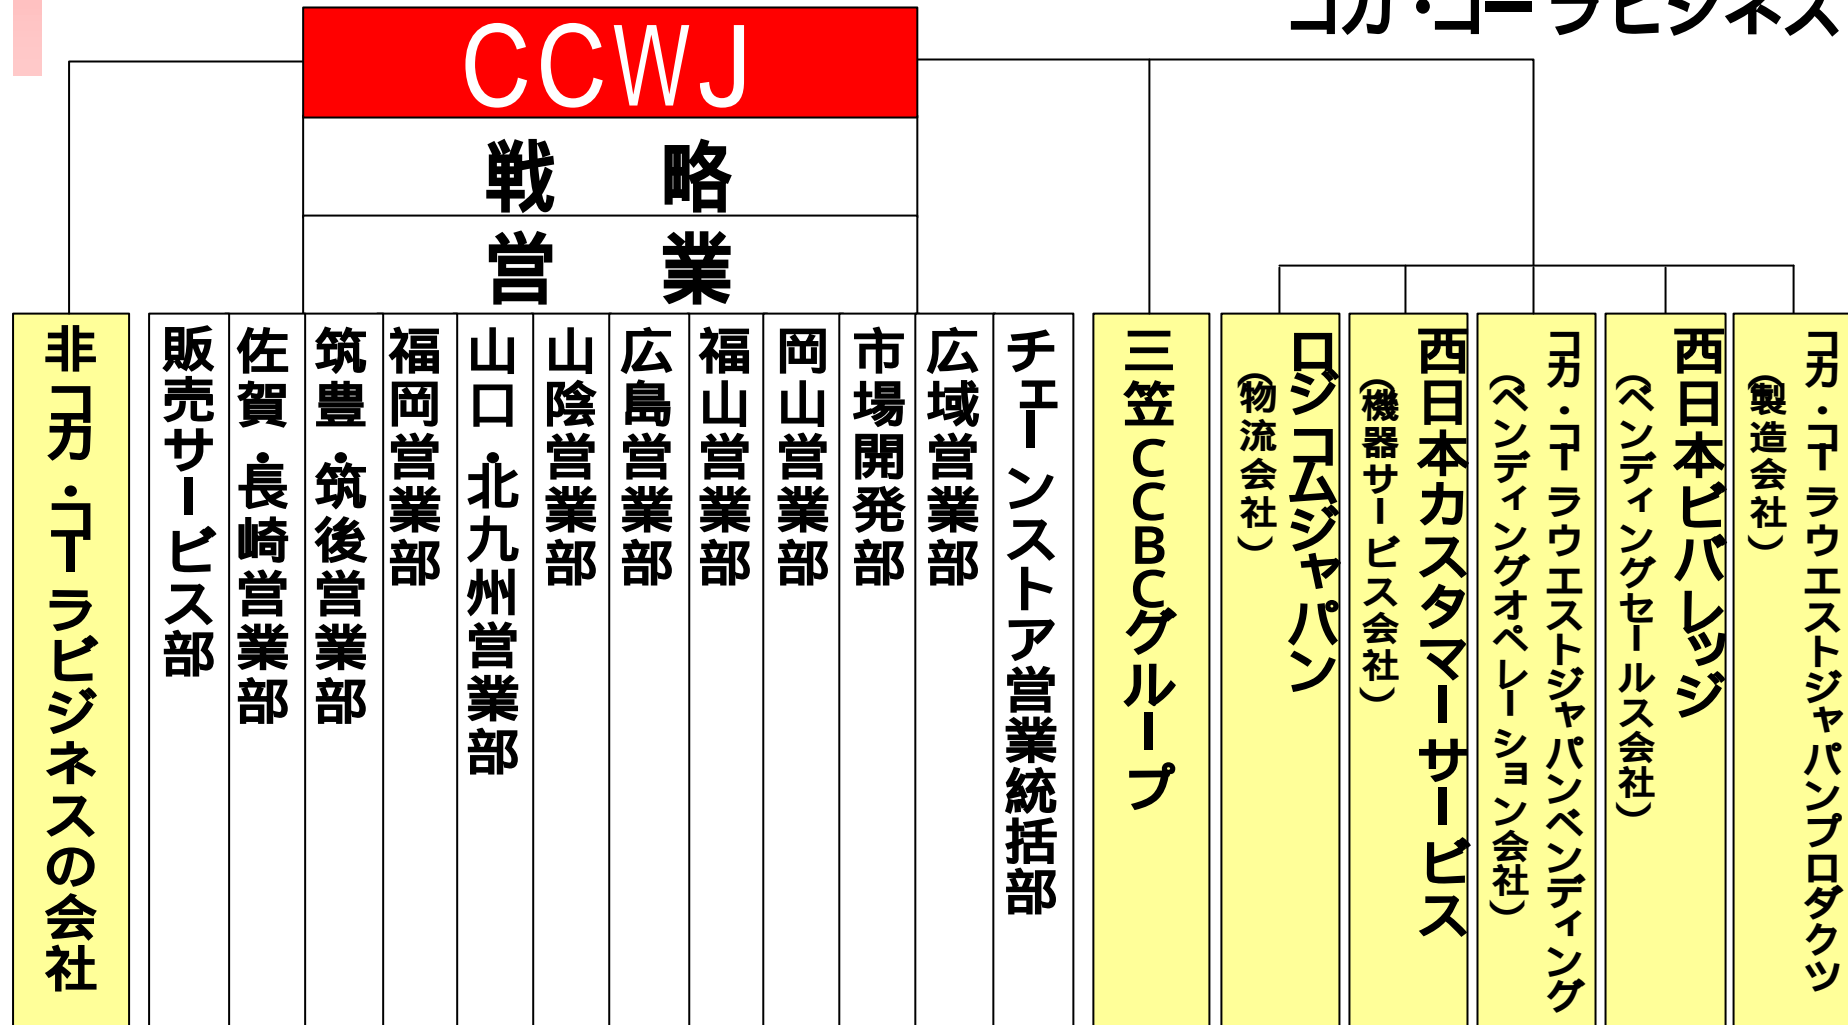 コカ・コーラビジネス
CCWJ
戦略
営業
非コカ・コーラビジネスの会社
販売サービス部
佐賀・長崎営業部
筑豊・筑後営業部
福岡営業部
山口・北九州営業部
山陰営業部
広島営業部
福山営業部
岡山営業部
市場開発部
広域営業部
チェーンストア営業統括部
三笠CCBCグループ
ロジコムジャパン
(物流会社)
西日本カスタマーサービス
(機器サービス会社)
コカ・コーラウエストジャパンベンディング
(ベンディングオペレーション会社)
西日本ビバレッジ
(ベンディングセールス会社)
コカ・コーラウエストジャパンプロダクツ
(製造会社)